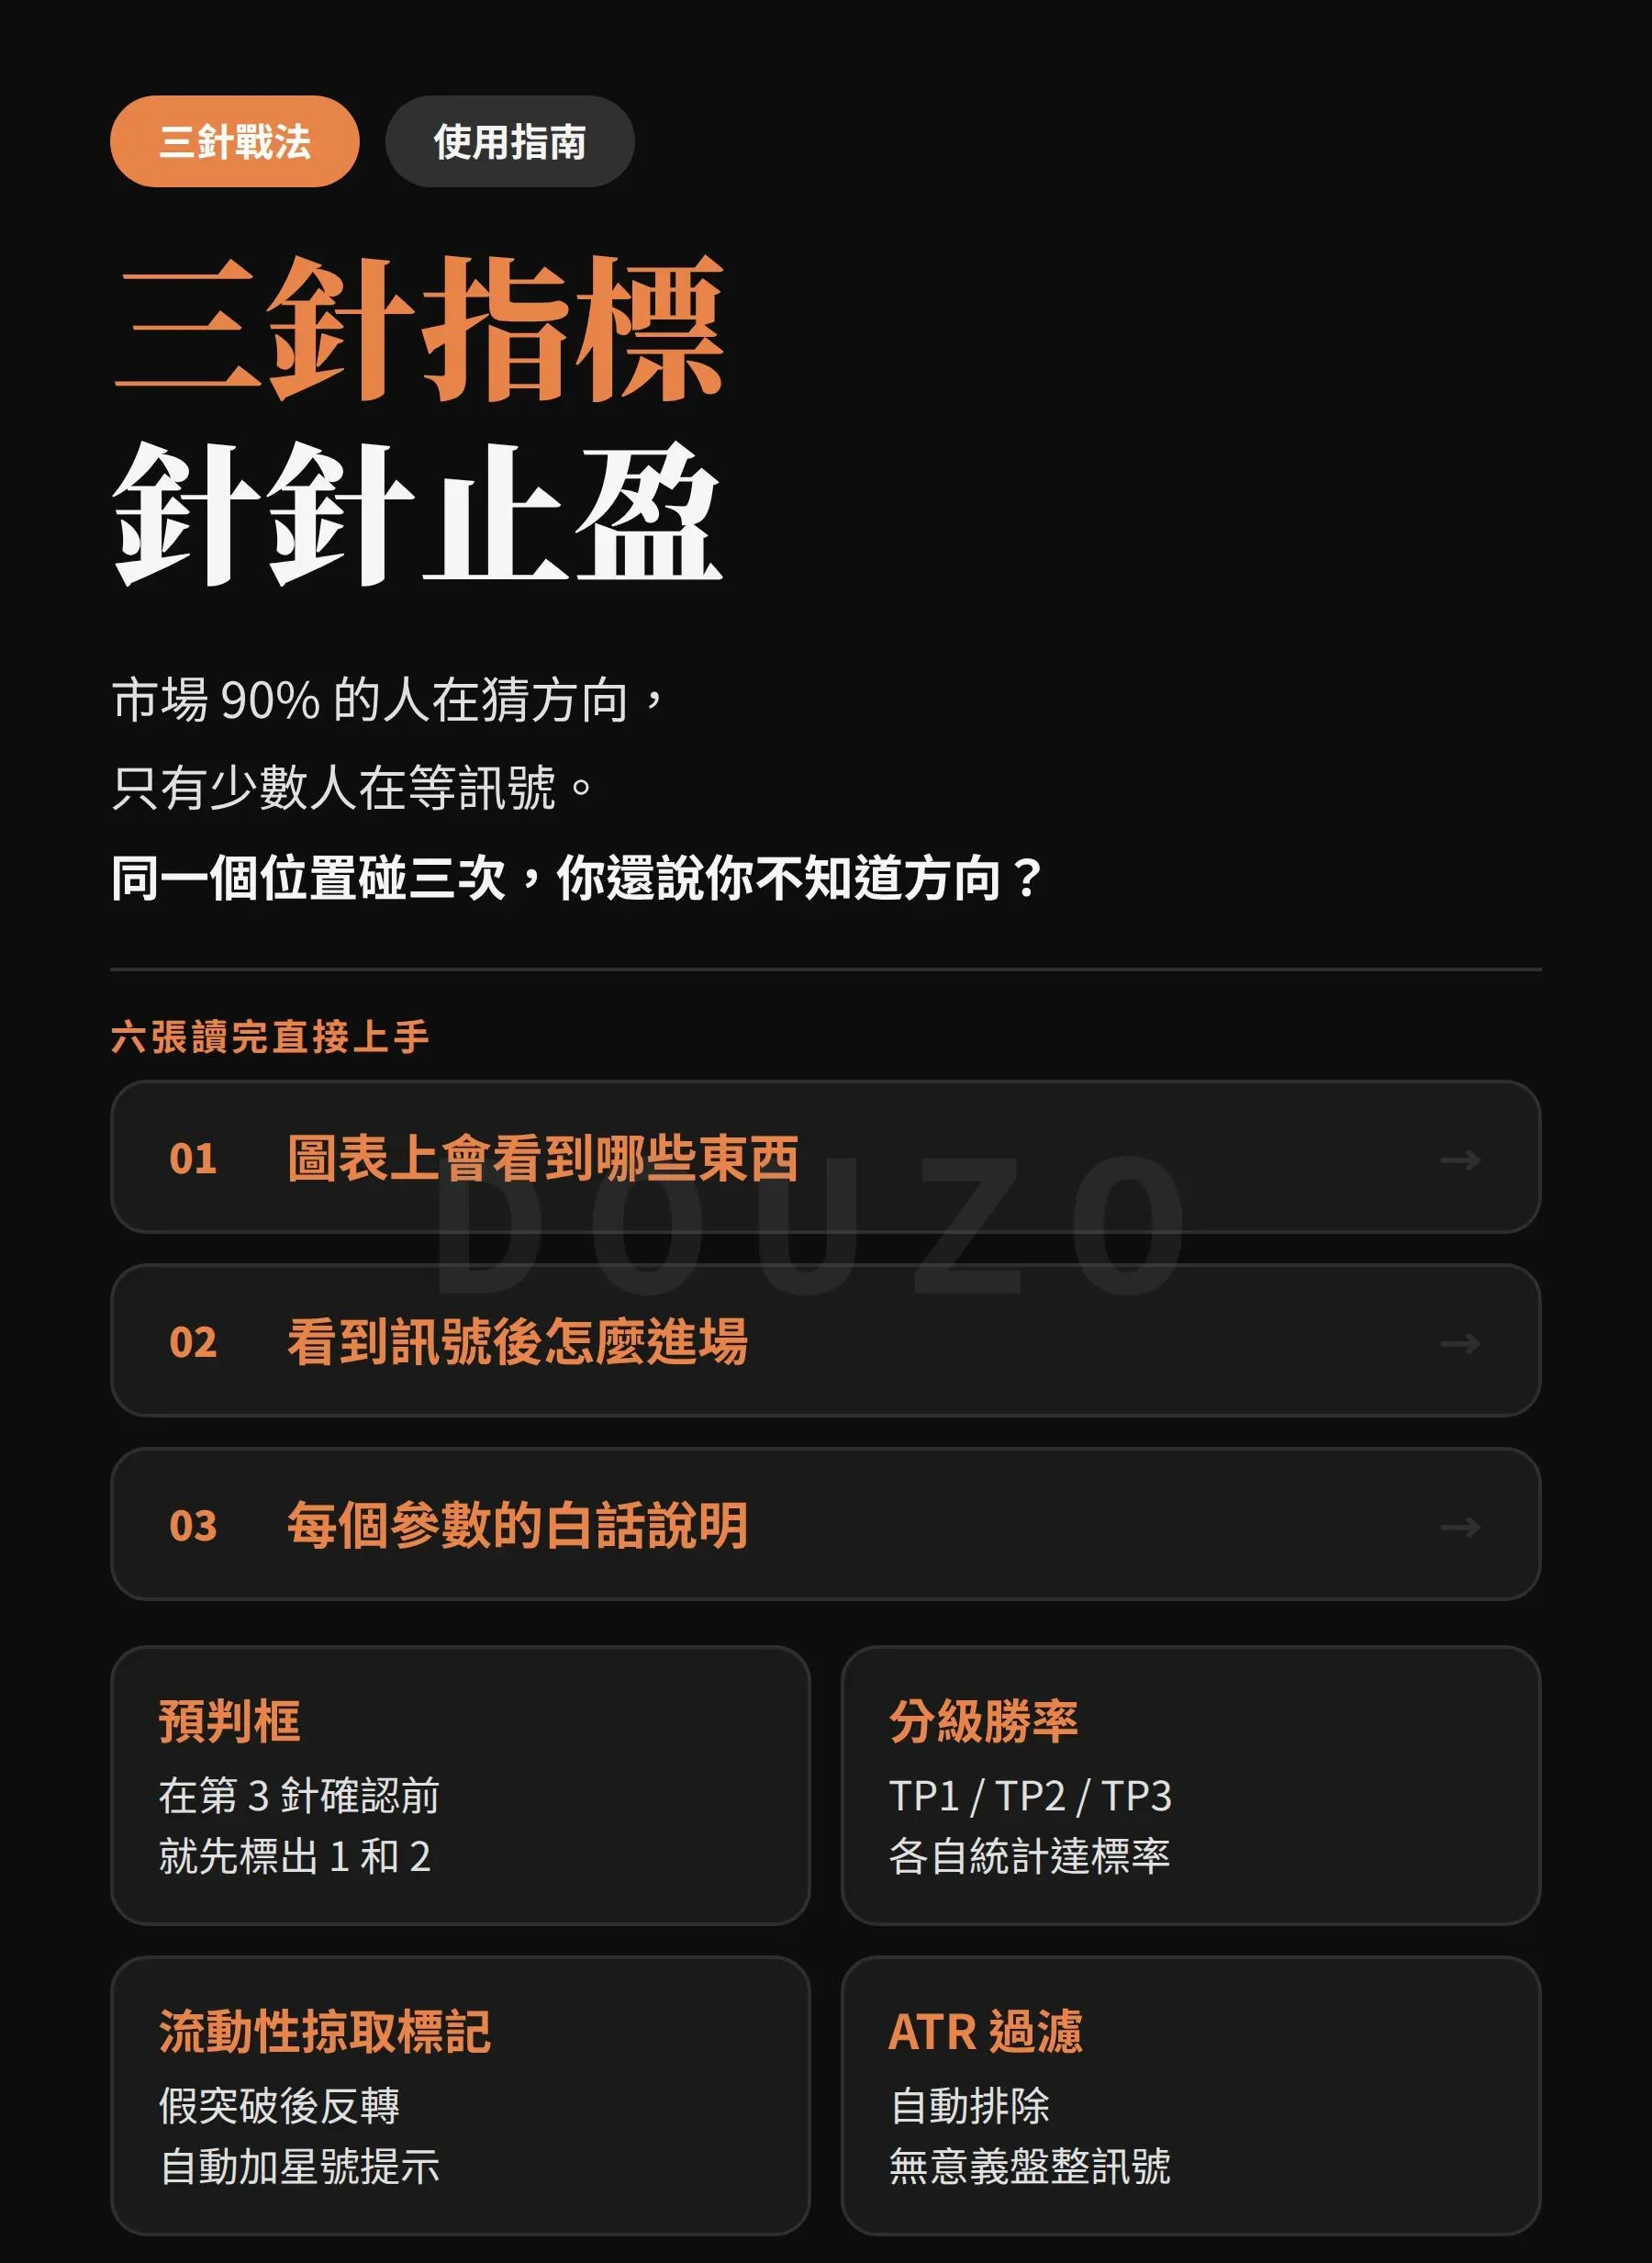 三針戰法
使用指南
三針指標
針針止盈
市場 90% 的人在猜方向，
只有少數人在等訊號。
同一個位置碰三次，你還說你不知道方向？
六張讀完直接上手
01 圖表上會看到哪些東西 →
DOUZO
02 看到訊號後怎麼進場 →
03 每個參數的白話說明 →
預判框
在第 3 針確認前
就先標出 1 和 2
分級勝率
TP1 / TP2 / TP3
各自統計達標率
流動性掠取標記
假突破後反轉
自動加星號提示
ATR 過濾
自動排除
無意義盤整訊號